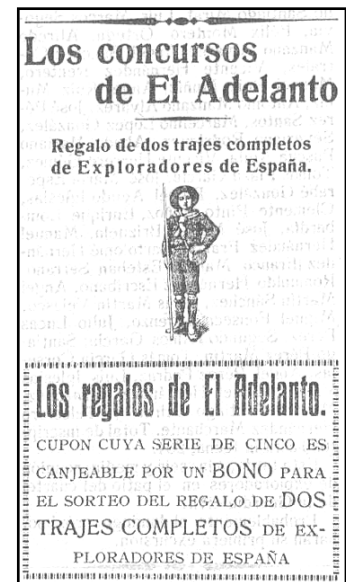 Los concursos
de El Adelanto
Regalo de dos trajes completos
de Exploradores de España.
Los regalos de El Adelanto.
CUPON CUYA SERIE DE CINCO ES
CANJEABLE POR UN BONO PARA
EL SORTEO DEL REGALO DE DOS
TRAJES COMPLETOS DE EX-
PLORADORES DE ESPAÑA